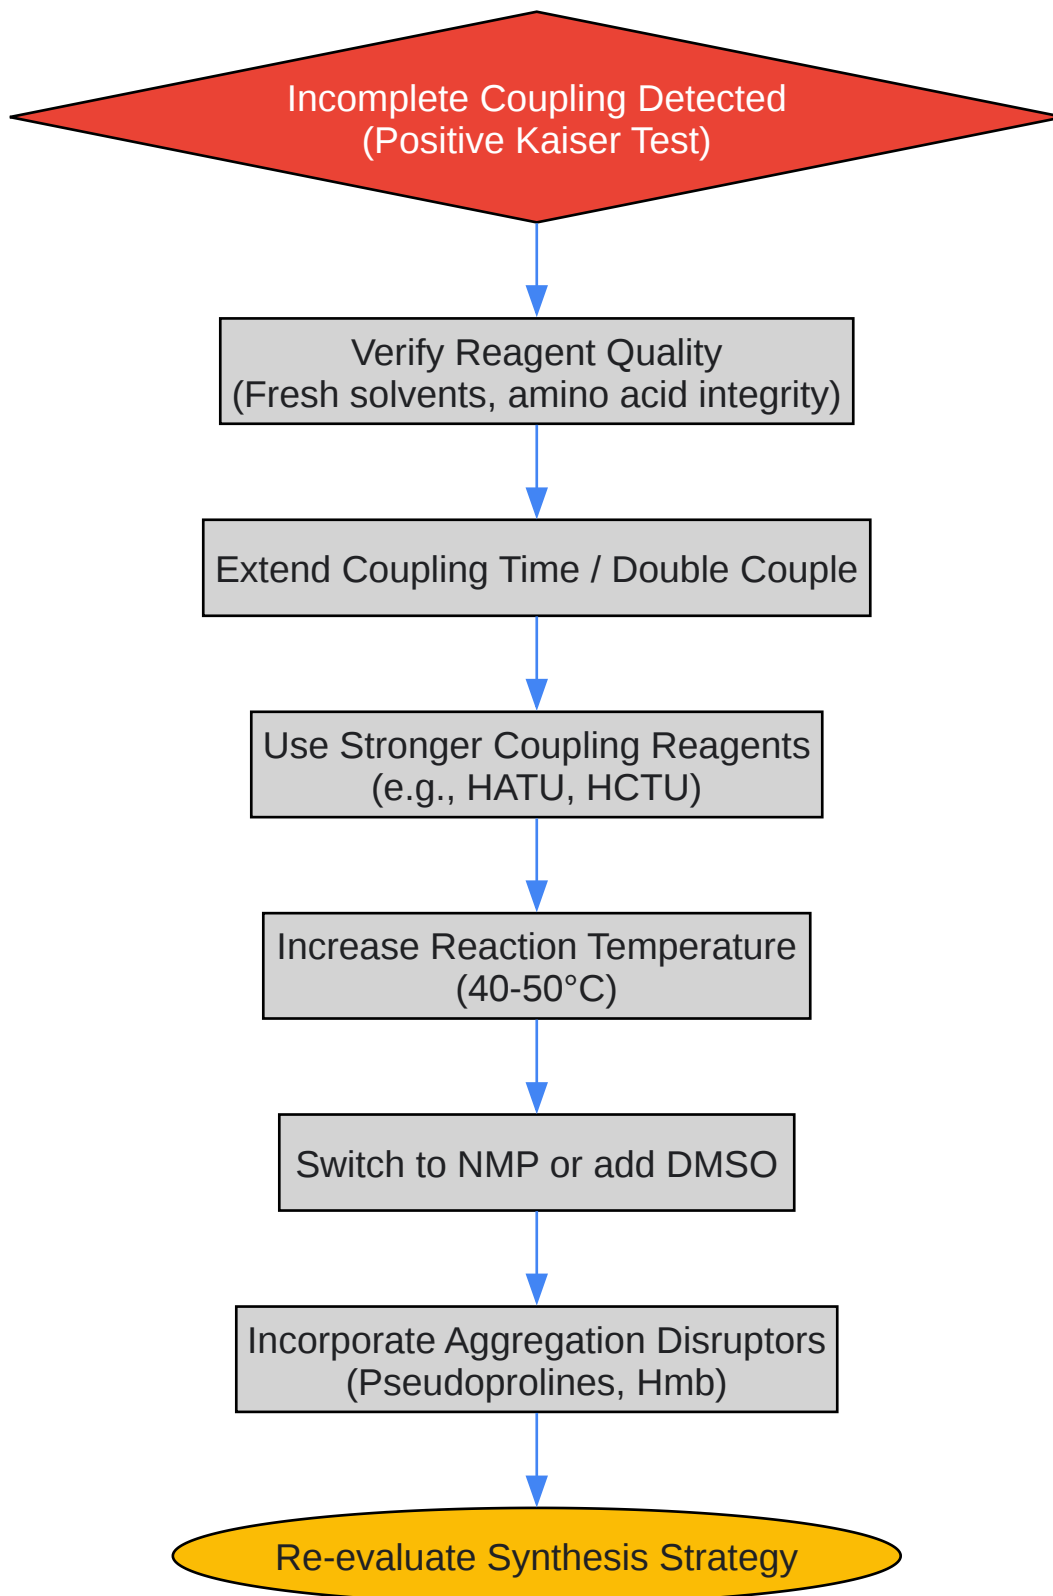 Incomplete Coupling Detected
(Positive Kaiser Test)
Verify Reagent Quality
(Fresh solvents, amino acid integrity)
Extend Coupling Time / Double Couple
Use Stronger Coupling Reagents
(e.g., HATU, HCTU)
Increase Reaction Temperature
(40-50°C)
Switch to NMP or add DMSO
Incorporate Aggregation Disruptors
(Pseudoprolines, Hmb)
Re-evaluate Synthesis Strategy